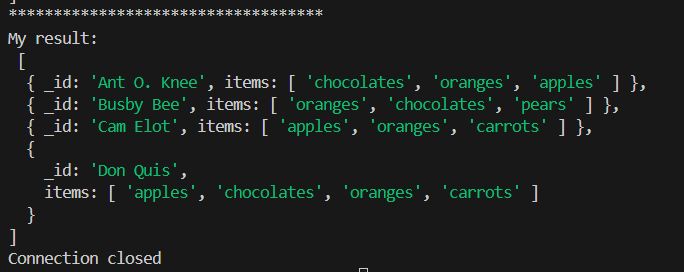 ]
***********************************
My result:
[
{ _id: 'Ant O. Knee', items: [ 'chocolates', 'oranges', 'apples' ] },
{ _id: 'Busby Bee', items: [ 'oranges', 'chocolates', 'pears' ] },
{ _id: 'Cam Elot', items: [ 'apples', 'oranges', 'carrots' ] },
{
_id: 'Don Quis',
items: [ 'apples', 'chocolates', 'oranges', 'carrots' ]
}
]
Connection closed